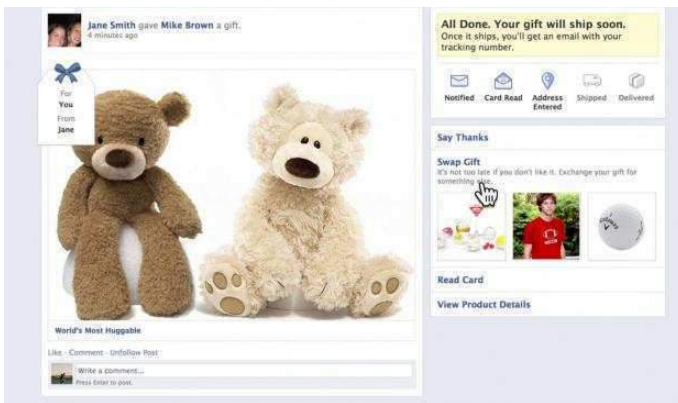 Jane Smith gave Mike Brown a gift.
4 minutes ago
For
You
From
Jane
World's Most Huggable
Like · Comment · Unfollow Post
Write a comment...
Press Enter to post.
All Done. Your gift will ship soon.
Once it ships, you'll get an email with your
tracking number.
Notified Card Read Address Shipped Delivered
Entered
Say Thanks
Swap Gift
It's not too late if you don't like it. Exchange your gift for
something else.
Callaway
Read Card
View Product Details